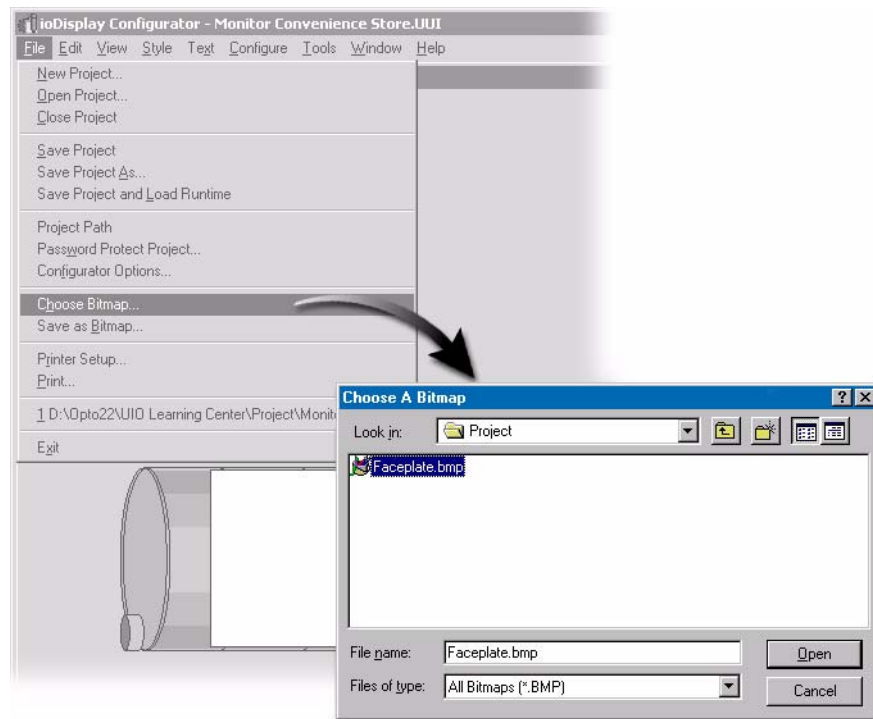 ioDisplay Configurator - Monitor Convenience Store.UUI
File Edit View Style Text Configure Tools Window Help
New Project...
Open Project...
Close Project
Save Project
Save Project As...
Save Project and Load Runtime
Project Path
Password Protect Project...
Configurator Options...
Choose Bitmap...
Save as Bitmap...
Printer Setup...
Print...
1 D:\Opto22\UIO Learning Center\Project\Monit
Exit
Choose A Bitmap
Look in: Project
Faceplate.bmp
File name: Faceplate.bmp Open
Files of type: All Bitmaps (*.BMP) Cancel